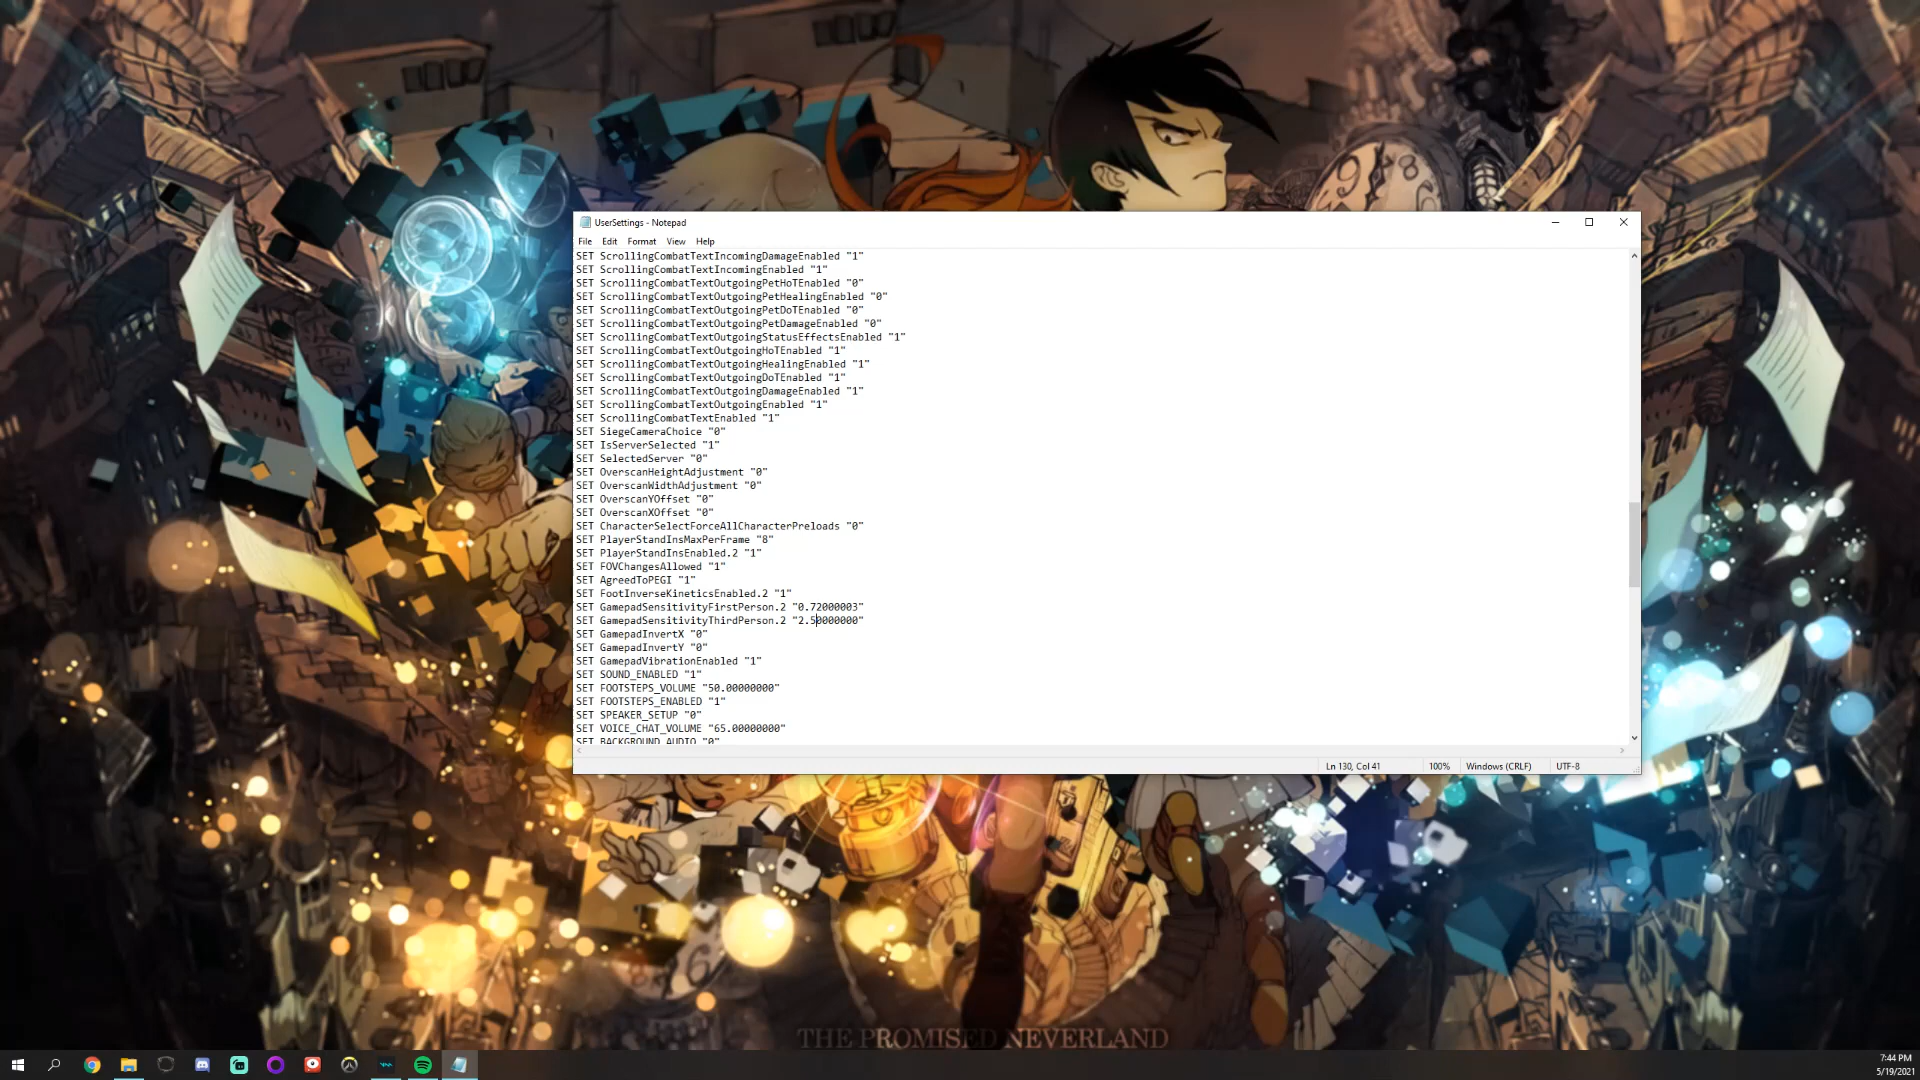 UserSettings - Notepad
File Edit Format View Help
SET ScrollingCombatTextIncomingDamageEnabled "1"
SET ScrollingCombatTextIncomingEnabled "1"
SET ScrollingCombatTextOutgoingPetHoTEnabled "0"
SET ScrollingCombatTextOutgoingPetHealingEnabled "0"
SET ScrollingCombatTextOutgoingPetDoTEnabled "0"
SET ScrollingCombatTextOutgoingPetDamageEnabled "0"
SET ScrollingCombatTextOutgoingStatusEffectsEnabled "1"
SET ScrollingCombatTextOutgoingHoTEnabled "1"
SET ScrollingCombatTextOutgoingHealingEnabled "1"
SET ScrollingCombatTextOutgoingDoTEnabled "1"
SET ScrollingCombatTextOutgoingDamageEnabled "1"
SET ScrollingCombatTextOutgoingEnabled "1"
SET ScrollingCombatTextEnabled "1"
SET SiegeCameraChoice "0"
SET IsServerSelected "1"
SET SelectedServer "0"
SET OverscanHeightAdjustment "0"
SET OverscanWidthAdjustment "0"
SET OverscanYOffset "0"
SET OverscanXOffset "0"
SET CharacterSelectForceAllCharacterPreloads "0"
SET PlayerStandInsMaxPerFrame "8"
SET PlayerStandInsEnabled.2 "1"
SET FOVChangesAllowed "1"
SET AgreedToPEGI "1"
SET FootInverseKineticsEnabled.2 "1"
SET GamepadSensitivityFirstPerson.2 "0.72000003"
SET GamepadSensitivityThirdPerson.2 "2.50000000"
SET GamepadInvertX "0"
SET GamepadInvertY "0"
SET GamepadVibrationEnabled "1"
SET SOUND_ENABLED "1"
SET FOOTSTEPS_VOLUME "50.00000000"
SET FOOTSTEPS_ENABLED "1"
SET SPEAKER_SETUP "0"
SET VOICE_CHAT_VOLUME "65.00000000"
SET BACKGROUND_AUDIO "0"
Ln 130, Col 41 100% Windows (CRLF) UTF-8
THE PROMISED NEVERLAND
7:44 PM
5/19/2021